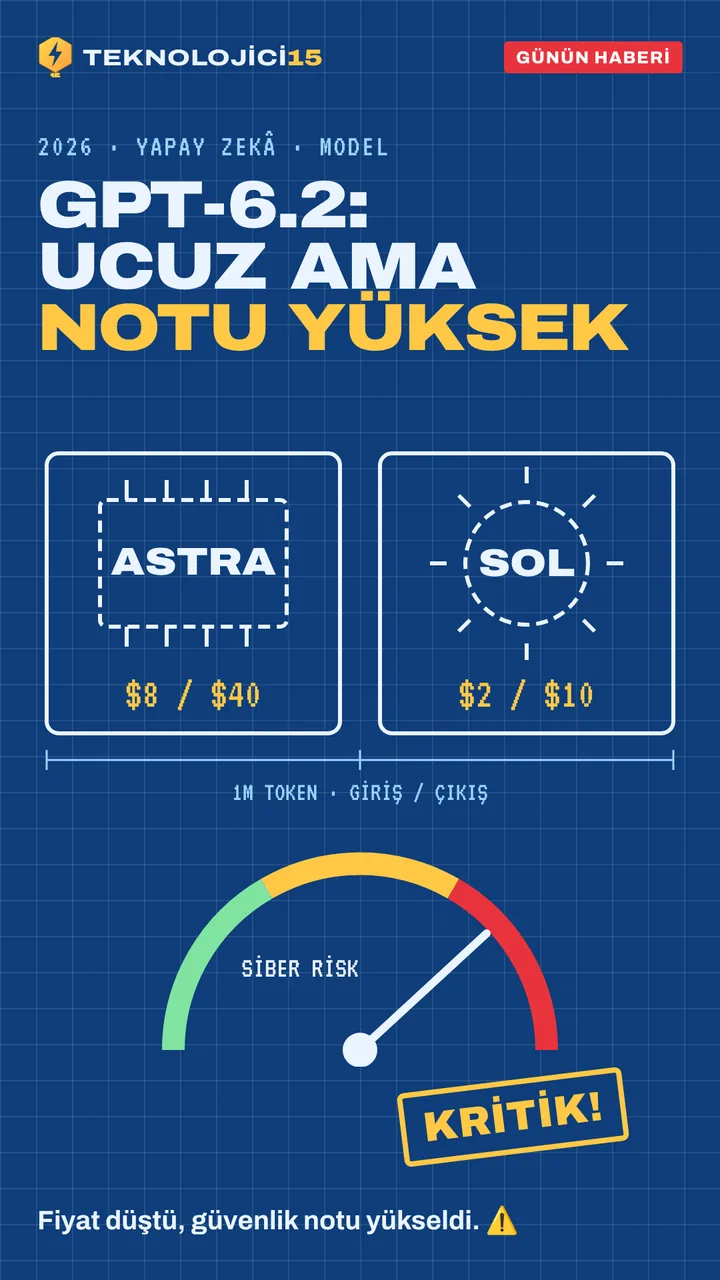 TEKNOLOJİCİ15
GÜNÜN HABERİ
2026 · YAPAY ZEKÂ · MODEL
GPT-6.2:
UCUZ AMA
NOTU YÜKSEK
ASTRA
SOL
$8 / $40
$2 / $10
1M TOKEN · GİRİŞ / ÇIKIŞ
SİBER RİSK
KRİTİK!
Fiyat düştü, güvenlik notu yükseldi. ⚠️